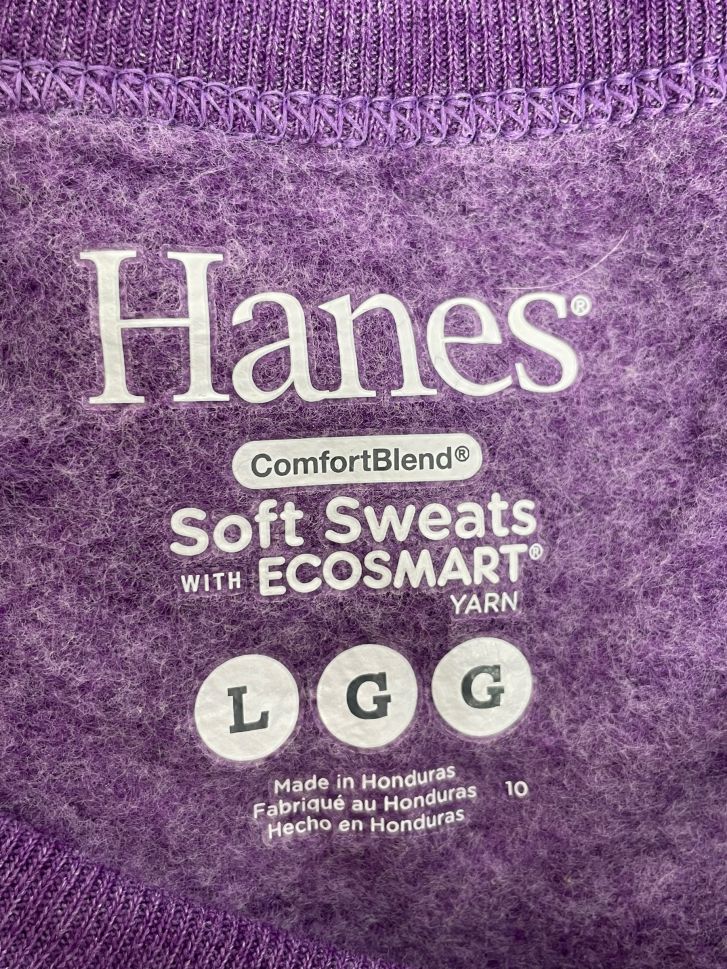 Hanes®
ComfortBlend®
Soft Sweats
WITH ECOSMART®
YARN
L G G
Made in Honduras
Fabriqué au Honduras 10
Hecho en Honduras